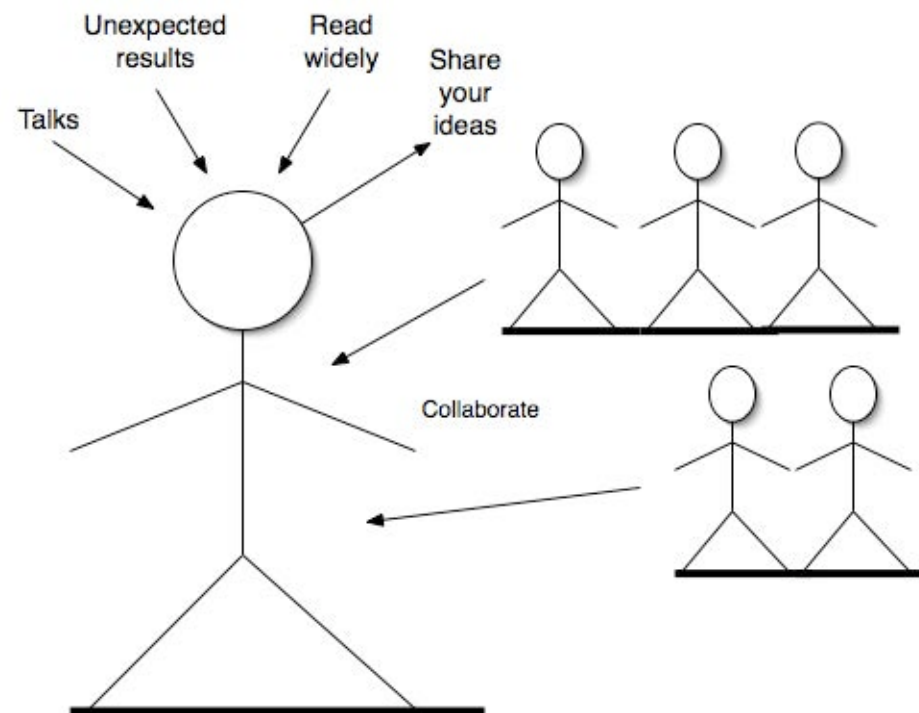 Talks
Unexpected
results
Read
widely
Share
your
ideas
Collaborate